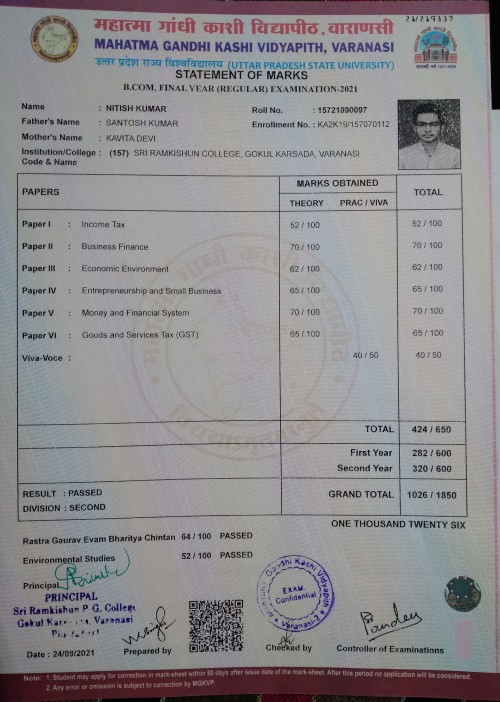 महात्मा गांधी काशी विद्यापीठ, वाराणसी
MAHATMA GANDHI KASHI VIDYAPITH, VARANASI
उत्तर प्रदेश राज्य विश्वविद्यालय (UTTAR PRADESH STATE UNIVERSITY)
STATEMENT OF MARKS
B.COM. FINAL YEAR (REGULAR) EXAMINATION-2021
Name : NITISH KUMAR Roll No. : 15721090097
Father's Name : SANTOSH KUMAR Enrollment No. : KA2K19/157070112
Mother's Name : KAVITA DEVI
Institution/College : (157) SRI RAMKISHUN COLLEGE, GOKUL KARSADA, VARANASI
Code & Name
PAPERS MARKS OBTAINED TOTAL
THEORY PRAC / VIVA
Paper I : Income Tax 52 / 100 52 / 100
Paper II : Business Finance 70 / 100 70 / 100
Paper III : Economic Environment 62 / 100 62 / 100
Paper IV : Entrepreneurship and Small Business 65 / 100 65 / 100
Paper V : Money and Financial System 70 / 100 70 / 100
Paper VI : Goods and Services Tax (GST) 65 / 100 65 / 100
Viva-Voce : 40 / 50 40 / 50
TOTAL 424 / 650
First Year 282 / 600
Second Year 320 / 600
RESULT : PASSED GRAND TOTAL 1026 / 1850
DIVISION : SECOND
ONE THOUSAND TWENTY SIX
Rastra Gaurav Evam Bharitya Chintan 64 / 100 PASSED
Environmental Studies 52 / 100 PASSED
Principal
PRINCIPAL
Sri Ramkishun P. G. College
Gokul Varanasi
Mahatma Gandhi Kashi Vidyapith
EXAM.
Confidential
Varanasi-2
Date : 24/09/2021 Prepared by Checked by Controller of Examinations
Note: 1. Student may apply for correction in mark-sheet within 90 days after issue date of the mark-sheet. After this period no application will be considered.
2. Any error or omission is subject to correction by MGKVP.